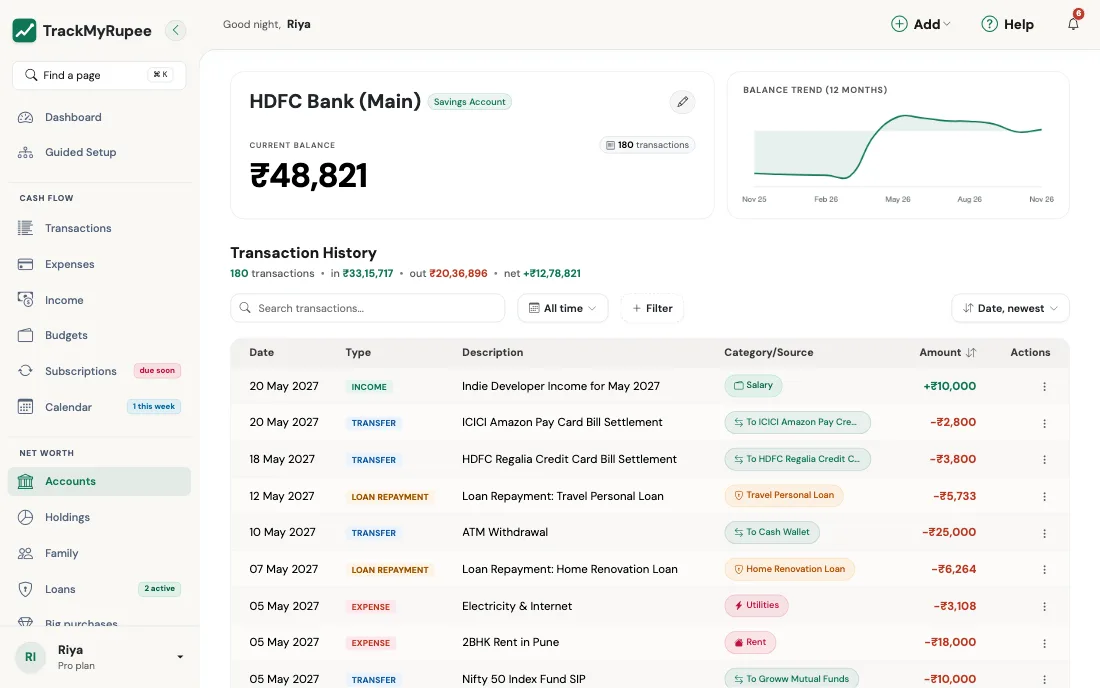 TrackMyRupee
Find a page
⌘ K
Dashboard
Guided Setup
CASH FLOW
Transactions
Expenses
Income
Budgets
Subscriptions due soon
Calendar 1 this week
NET WORTH
Accounts
Holdings
Family
Loans 2 active
Big purchases
RI
Riya
Pro plan
Good night, Riya
Add
? Help
6
HDFC Bank (Main) Savings Account
CURRENT BALANCE
180 transactions
₹48,821
BALANCE TREND (12 MONTHS)
Nov 25 Feb 26 May 26 Aug 26 Nov 26
Transaction History
180 transactions • in ₹33,15,717 • out ₹20,36,896 • net +₹12,78,821
Search transactions...
All time
+ Filter
Date, newest
Date Type Description Category/Source Amount Actions
20 May 2027 INCOME Indie Developer Income for May 2027 Salary +₹10,000
20 May 2027 TRANSFER ICICI Amazon Pay Card Bill Settlement To ICICI Amazon Pay Cre... -₹2,800
18 May 2027 TRANSFER HDFC Regalia Credit Card Bill Settlement To HDFC Regalia Credit C... -₹3,800
12 May 2027 LOAN REPAYMENT Loan Repayment: Travel Personal Loan Travel Personal Loan -₹5,733
10 May 2027 TRANSFER ATM Withdrawal To Cash Wallet -₹25,000
07 May 2027 LOAN REPAYMENT Loan Repayment: Home Renovation Loan Home Renovation Loan -₹6,264
05 May 2027 EXPENSE Electricity & Internet Utilities -₹3,108
05 May 2027 EXPENSE 2BHK Rent in Pune Rent -₹18,000
05 May 2027 TRANSFER Nifty 50 Index Fund SIP To Groww Mutual Funds -₹10,000